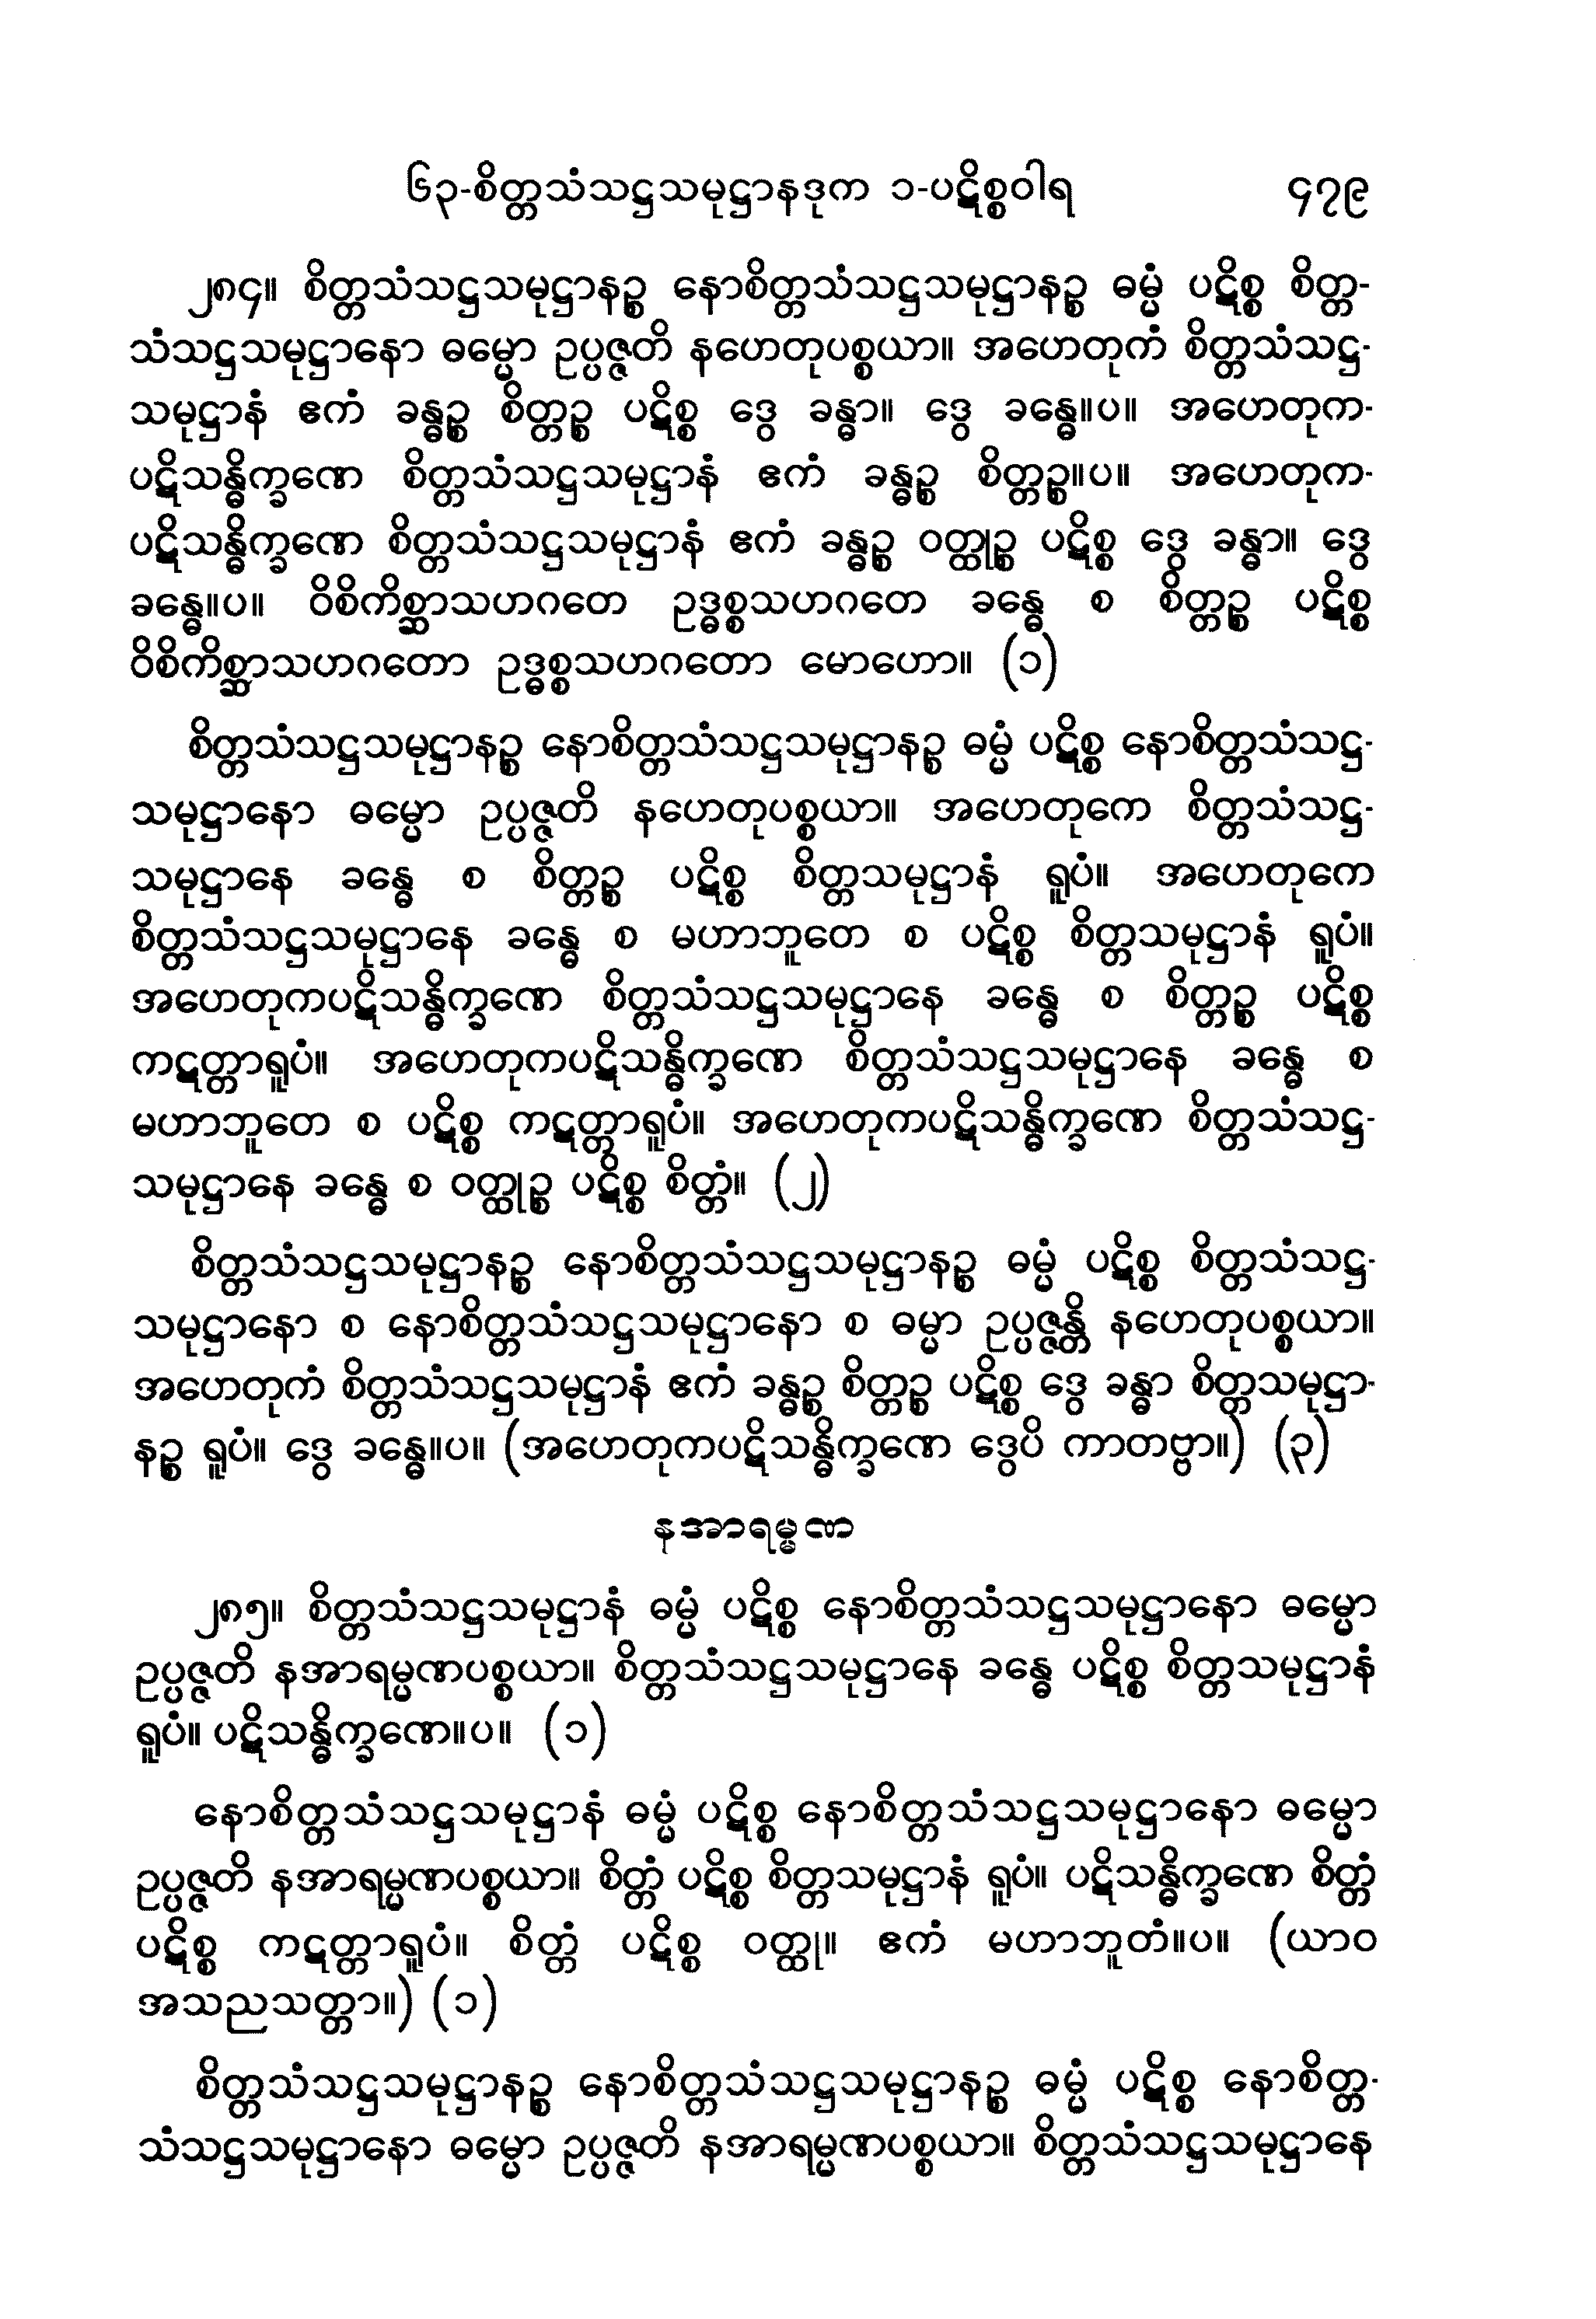 ၆၃-စိတ္တသံသဋ္ဌသမုဋ္ဌာနဒုက ၁-ပဋိစ္စဝါရ ၄၇၉
၂၈၄။ စိတ္တသံသဋ္ဌသမုဋ္ဌာနဉ္စ နောစိတ္တသံသဋ္ဌသမုဋ္ဌာနဉ္စ ဓမ္မံ ပဋိစ္စ စိတ္တ-
သံသဋ္ဌသမုဋ္ဌာနော ဓမ္မော ဥပ္ပဇ္ဇတိ နဟေတုပစ္စယာ။ အဟေတုကံ စိတ္တသံသဋ္ဌ-
သမုဋ္ဌာနံ ဧကံ ခန္ဓဉ္စ စိတ္တဉ္စ ပဋိစ္စ ဒွေ ခန္ဓာ။ ဒွေ ခန္ဓေ။ပ။ အဟေတုက-
ပဋိသန္ဓိက္ခဏေ စိတ္တသံသဋ္ဌသမုဋ္ဌာနံ ဧကံ ခန္ဓဉ္စ စိတ္တဉ္စ။ပ။ အဟေတုက-
ပဋိသန္ဓိက္ခဏေ စိတ္တသံသဋ္ဌသမုဋ္ဌာနံ ဧကံ ခန္ဓဉ္စ ဝတ္ထုဉ္စ ပဋိစ္စ ဒွေ ခန္ဓာ။ ဒွေ
ခန္ဓေ။ပ။ ဝိစိကိစ္ဆာသဟဂတေ ဥဒ္ဓစ္စသဟဂတေ ခန္ဓေ စ စိတ္တဉ္စ ပဋိစ္စ
ဝိစိကိစ္ဆာသဟဂတော ဥဒ္ဓစ္စသဟဂတော မောဟော။ (၁)
စိတ္တသံသဋ္ဌသမုဋ္ဌာနဉ္စ နောစိတ္တသံသဋ္ဌသမုဋ္ဌာနဉ္စ ဓမ္မံ ပဋိစ္စ နောစိတ္တသံသဋ္ဌ-
သမုဋ္ဌာနော ဓမ္မော ဥပ္ပဇ္ဇတိ နဟေတုပစ္စယာ။ အဟေတုကေ စိတ္တသံသဋ္ဌ-
သမုဋ္ဌာနေ ခန္ဓေ စ စိတ္တဉ္စ ပဋိစ္စ စိတ္တသမုဋ္ဌာနံ ရူပံ။ အဟေတုကေ
စိတ္တသံသဋ္ဌသမုဋ္ဌာနေ ခန္ဓေ စ မဟာဘူတေ စ ပဋိစ္စ စိတ္တသမုဋ္ဌာနံ ရူပံ။
အဟေတုကပဋိသန္ဓိက္ခဏေ စိတ္တသံသဋ္ဌသမုဋ္ဌာနေ ခန္ဓေ စ စိတ္တဉ္စ ပဋိစ္စ
ကဋတ္တာရူပံ။ အဟေတုကပဋိသန္ဓိက္ခဏေ စိတ္တသံသဋ္ဌသမုဋ္ဌာနေ ခန္ဓေ စ
မဟာဘူတေ စ ပဋိစ္စ ကဋတ္တာရူပံ။ အဟေတုကပဋိသန္ဓိက္ခဏေ စိတ္တသံသဋ္ဌ-
သမုဋ္ဌာနေ ခန္ဓေ စ ဝတ္ထုဉ္စ ပဋိစ္စ စိတ္တံ။ (၂)
စိတ္တသံသဋ္ဌသမုဋ္ဌာနဉ္စ နောစိတ္တသံသဋ္ဌသမုဋ္ဌာနဉ္စ ဓမ္မံ ပဋိစ္စ စိတ္တသံသဋ္ဌ-
သမုဋ္ဌာနော စ နောစိတ္တသံသဋ္ဌသမုဋ္ဌာနော စ ဓမ္မာ ဥပ္ပဇ္ဇန္တိ နဟေတုပစ္စယာ။
အဟေတုကံ စိတ္တသံသဋ္ဌသမုဋ္ဌာနံ ဧကံ ခန္ဓဉ္စ စိတ္တဉ္စ ပဋိစ္စ ဒွေ ခန္ဓာ စိတ္တသမုဋ္ဌာ-
နဉ္စ ရူပံ။ ဒွေ ခန္ဓေ။ပ။ (အဟေတုကပဋိသန္ဓိက္ခဏေ ဒွေပိ ကာတဗ္ဗာ။) (၃)
နအာရမ္မဏ
၂၈၅။ စိတ္တသံသဋ္ဌသမုဋ္ဌာနံ ဓမ္မံ ပဋိစ္စ နောစိတ္တသံသဋ္ဌသမုဋ္ဌာနော ဓမ္မော
ဥပ္ပဇ္ဇတိ နအာရမ္မဏပစ္စယာ။ စိတ္တသံသဋ္ဌသမုဋ္ဌာနေ ခန္ဓေ ပဋိစ္စ စိတ္တသမုဋ္ဌာနံ
ရူပံ။ ပဋိသန္ဓိက္ခဏေ။ပ။ (၁)
နောစိတ္တသံသဋ္ဌသမုဋ္ဌာနံ ဓမ္မံ ပဋိစ္စ နောစိတ္တသံသဋ္ဌသမုဋ္ဌာနော ဓမ္မော
ဥပ္ပဇ္ဇတိ နအာရမ္မဏပစ္စယာ။ စိတ္တံ ပဋိစ္စ စိတ္တသမုဋ္ဌာနံ ရူပံ။ ပဋိသန္ဓိက္ခဏေ စိတ္တံ
ပဋိစ္စ ကဋတ္တာရူပံ။ စိတ္တံ ပဋိစ္စ ဝတ္ထု။ ဧကံ မဟာဘူတံ။ပ။ (ယာဝ
အသညသတ္တာ။) (၁)
စိတ္တသံသဋ္ဌသမုဋ္ဌာနဉ္စ နောစိတ္တသံသဋ္ဌသမုဋ္ဌာနဉ္စ ဓမ္မံ ပဋိစ္စ နောစိတ္တ-
သံသဋ္ဌသမုဋ္ဌာနော ဓမ္မော ဥပ္ပဇ္ဇတိ နအာရမ္မဏပစ္စယာ။ စိတ္တသံသဋ္ဌသမုဋ္ဌာနေ